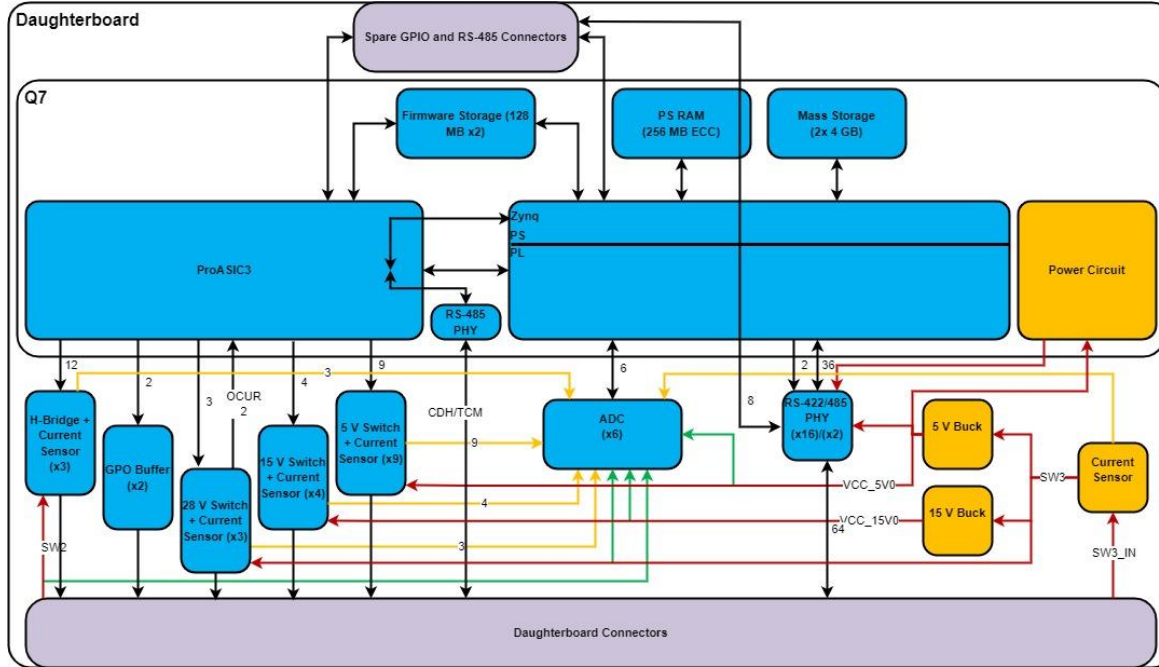 Daughterboard
Spare GPIO and RS-485 Connectors
Q7
Firmware Storage (128
MB x2)
PS RAM
(256 MB ECC)
Mass Storage
(2x 4 GB)
Zynq
PS
PL
ProASIC3
Power Circuit
RS-485
PHY
12
2
3
OCUR
2
4
9
3
CDH/TCM
6
8
2
36
H-Bridge +
Current
Sensor
(x3)
GPO Buffer
(x2)
28 V Switch
+ Current
Sensor (x3)
15 V Switch
+ Current
Sensor (x4)
5 V Switch
+ Current
Sensor (x9)
9
ADC
(x6)
RS-422/485
PHY
(x16)/(x2)
5 V Buck
SW3
Current
Sensor
VCC_5V0
4
VCC_15V0
15 V Buck
64
SW2
3
SW3_IN
Daughterboard Connectors